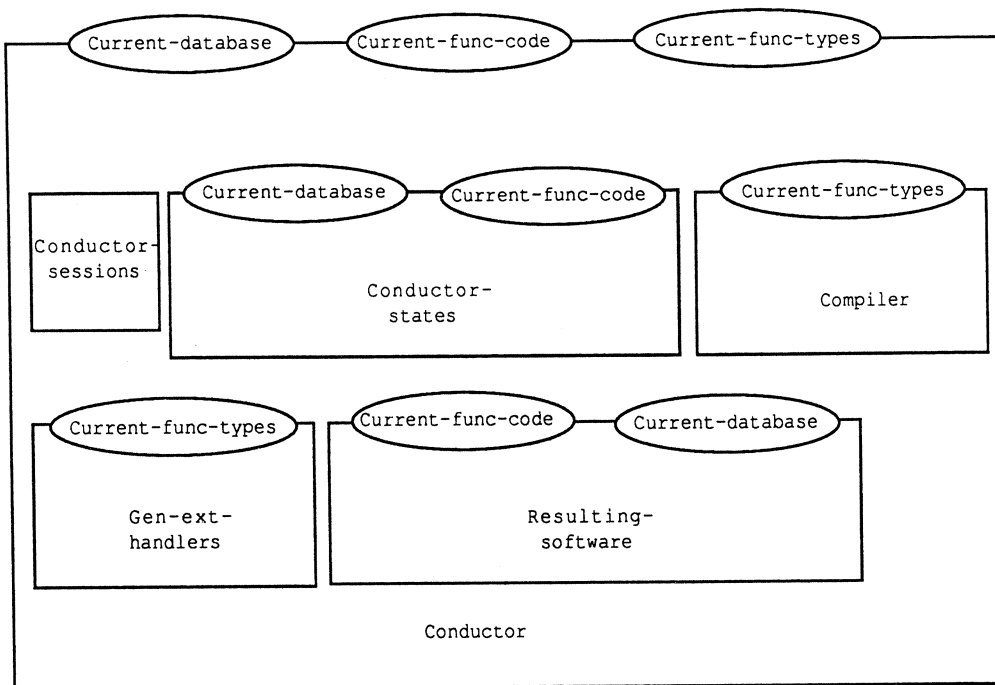 Current-database
Current-func-code
Current-func-types
Current-database
Current-func-code
Current-func-types
Conductor-
sessions
Conductor-
states
Compiler
Current-func-types
Current-func-code
Current-database
Gen-ext-
handlers
Resulting-
software
Conductor